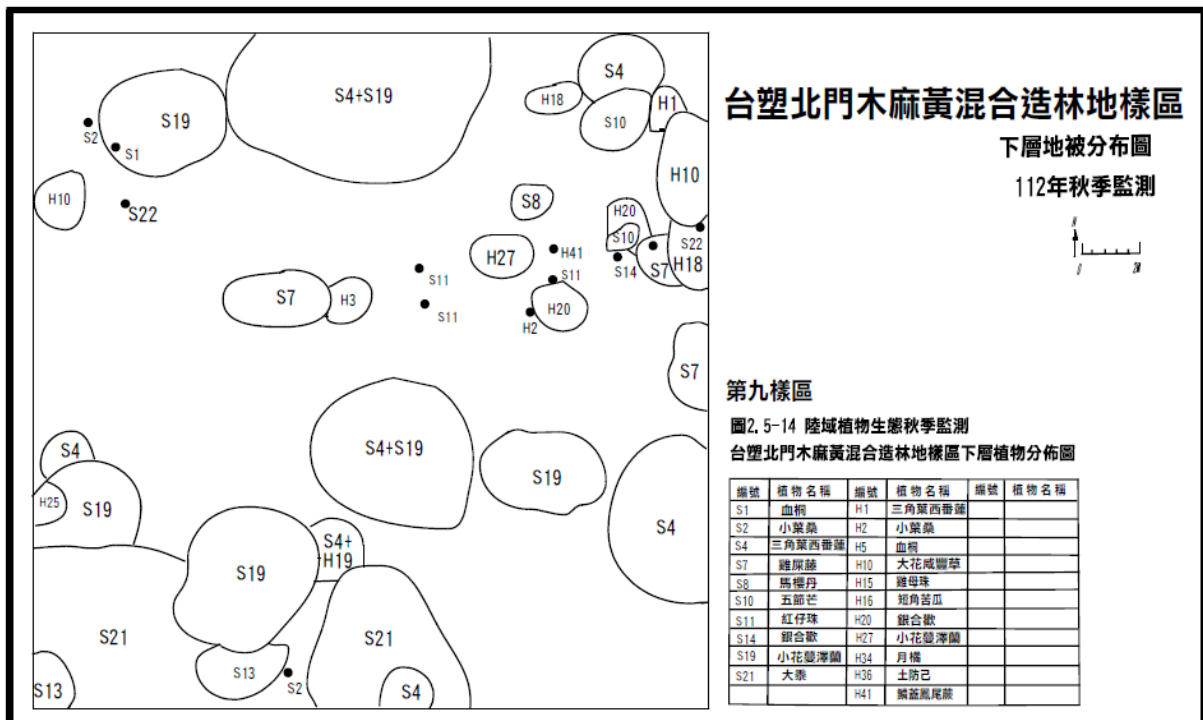 S4+S19
S4
H18
H1
S19
S10
S2
S1
H10
H10
S8
S22
H20
S10
S22
H41
H27
S14
S7
H18
S11
S11
S7
H3
S11
H20
H2
S7
S4
S4+S19
S19
H25
S19
S4
S4+
H19
S19
S21
S21
S13
S13
S2
S4
台塑北門木麻黃混合造林地樣區
下層地被分布圖
112年秋季監測
N
0 2M
第九樣區
圖2.5-14 陸域植物生態秋季監測
台塑北門木麻黃混合造林地樣區下層植物分佈圖
編號 植物名稱 編號 植物名稱 編號 植物名稱
S1 血桐 H1 三角葉西番蓮
S2 小葉桑 H2 小葉桑
S4 三角葉西番蓮 H5 血桐
S7 雞屎藤 H10 大花咸豐草
S8 馬櫻丹 H15 雞母珠
S10 五節芒 H16 短角苦瓜
S11 紅仔珠 H20 銀合歡
S14 銀合歡 H27 小花蔓澤蘭
S19 小花蔓澤蘭 H34 月橘
S21 大黍 H36 土防己
H41 鱗蓋鳳尾蕨